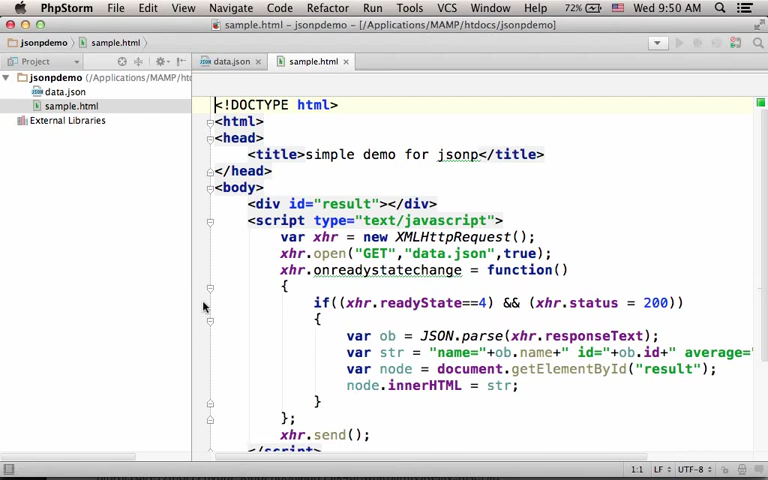 PhpStorm File Edit View Navigate Code Refactor Run Tools VCS Window Help 72% Wed 9:50 AM
sample.html – jsonpdemo – [/Applications/MAMP/htdocs/jsonpdemo]
jsonpdemo sample.html
Project data.json sample.html
jsonpdemo (/Applications/MAMP/htd
data.json
sample.html
External Libraries
<!DOCTYPE html>
<html>
<head>
<title>simple demo for jsonp</title>
</head>
<body>
<div id="result"></div>
<script type="text/javascript">
var xhr = new XMLHttpRequest();
xhr.open("GET","data.json",true);
xhr.onreadystatechange = function()
{
if((xhr.readyState==4) && (xhr.status = 200))
{
var ob = JSON.parse(xhr.responseText);
var str = "name="+ob.name+" id="+ob.id+" average="
var node = document.getElementById("result");
node.innerHTML = str;
}
};
xhr.send();
</script>
1:1 LF UTF-8